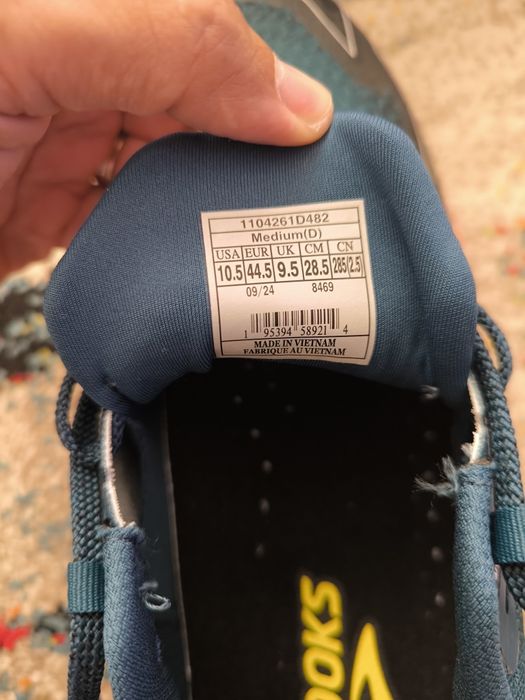 1104261D482
Medium(D)
USA EUR UK CM CN
10.5 44.5 9.5 28.5 285(2.5)
09/24 8469
1 95394 58921 4
MADE IN VIETNAM
FABRIQUE AU VIETNAM
OOKS